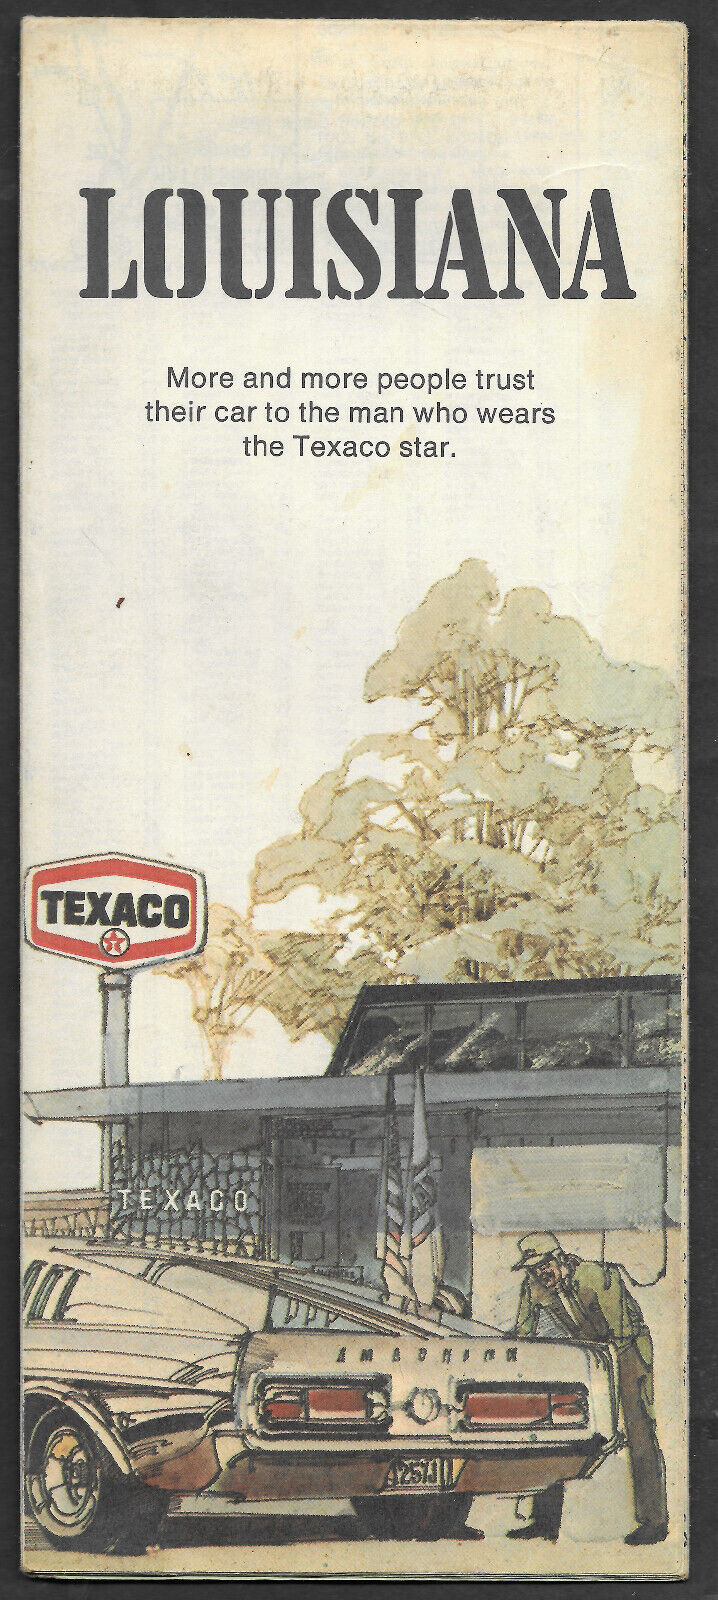 LOUISIANA
More and more people trust
their car to the man who wears
the Texaco star.
TEXACO
TEXACO